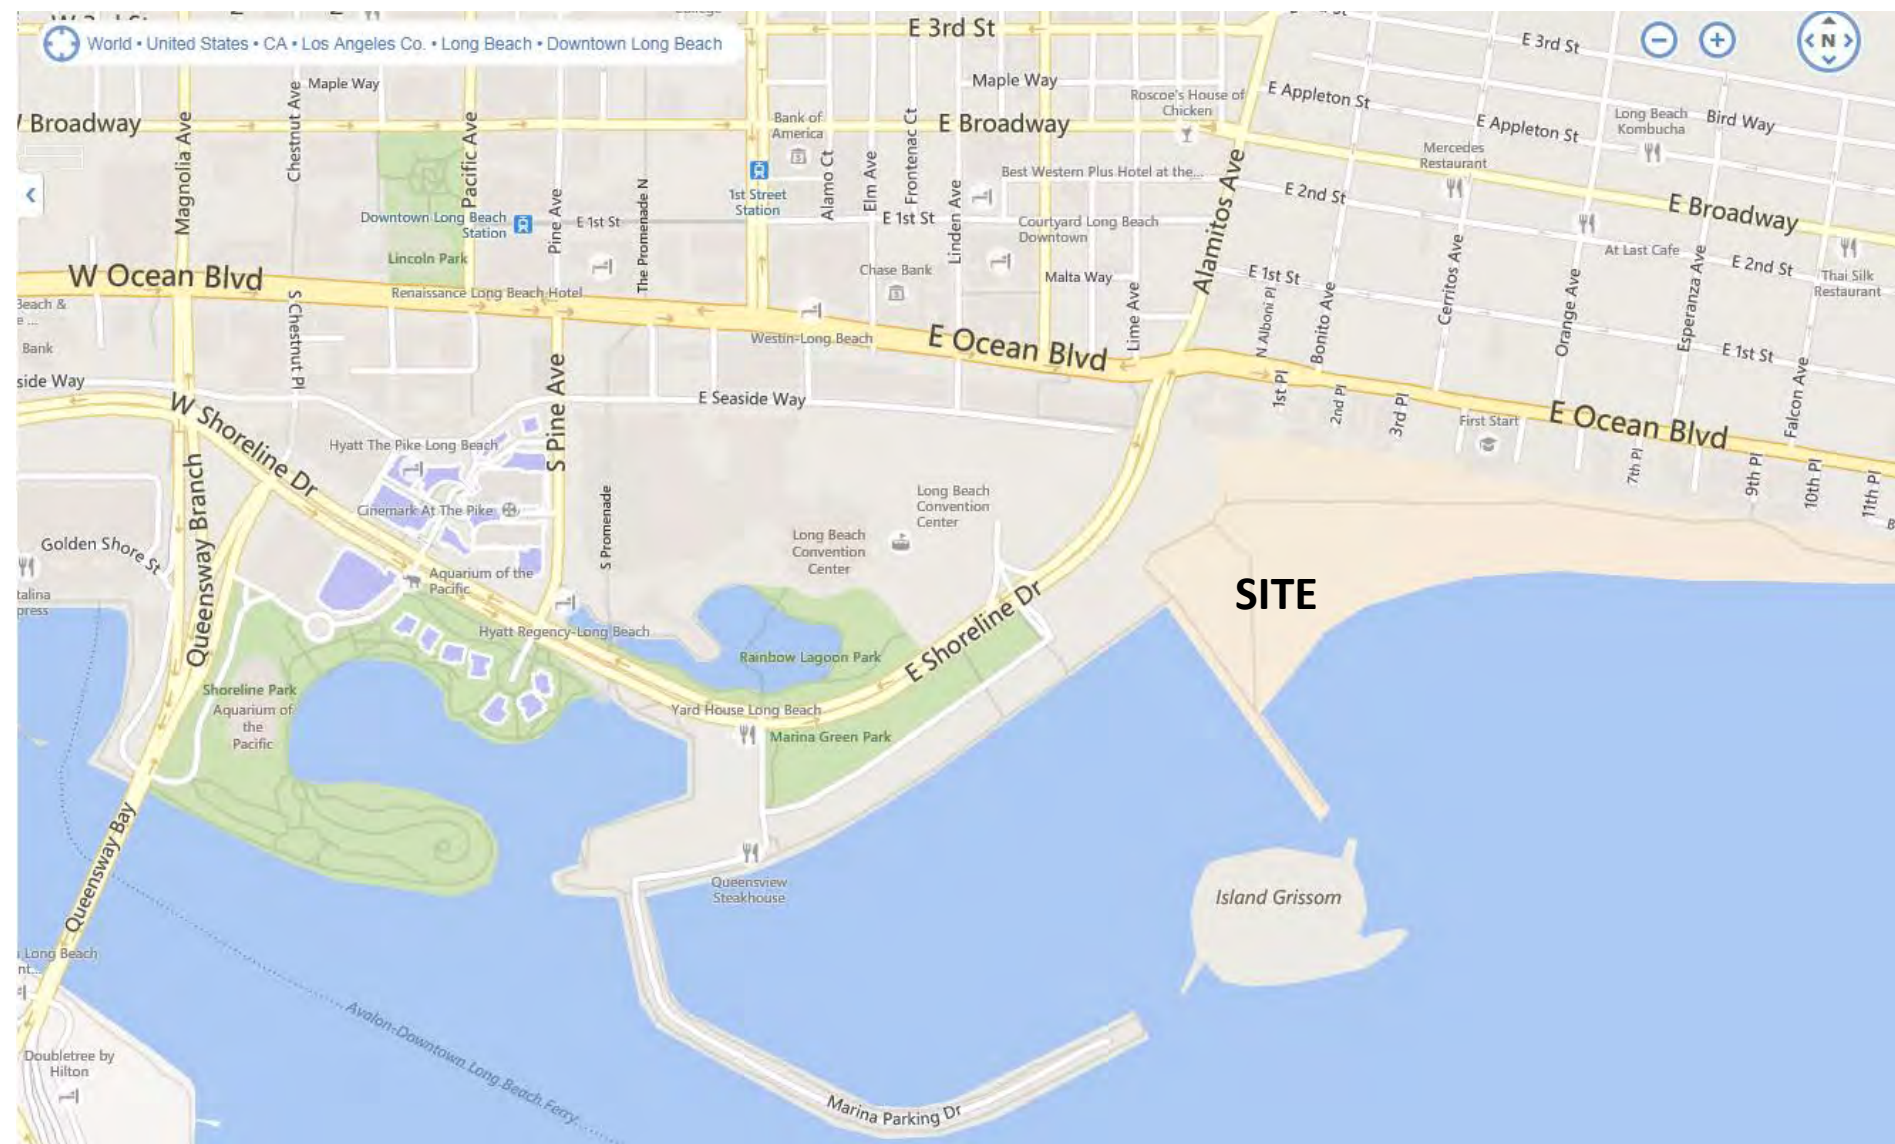 E 3rd St
E 3rd St
World • United States • CA • Los Angeles Co. • Long Beach • Downtown Long Beach
N
Maple Way
Maple Way
E Appleton St
Roscoe's House of
Chicken
Long Beach
Kombucha
Bird Way
Broadway
Magnolia Ave
Chestnut Ave
Pacific Ave
Bank of
America
E Broadway
Frontenac Ct
E Appleton St
Mercedes
Restaurant
Alamo Ct
Elm Ave
Linden Ave
Best Western Plus Hotel at the...
Alamitos Ave
E 2nd St
1st Street
Station
Pine Ave
The Promenade N
Downtown Long Beach
Station
E 1st St
E 1st St
Courtyard Long Beach
Downtown
E Broadway
At Last Cafe
E 2nd St
Thai Silk
Restaurant
Lincoln Park
W Ocean Blvd
Renaissance Long Beach Hotel
Chase Bank
Malta Way
E 1st St
Lime Ave
N Alboni Pl
Bonito Ave
Cerritos Ave
Orange Ave
Esperanza Ave
E 1st St
Falcon Ave
Beach &
Bank
S Chestnut Pl
Westin-Long Beach
E Ocean Blvd
side Way
E Seaside Way
1st Pl
2nd Pl
3rd Pl
First Start
E Ocean Blvd
7th Pl
9th Pl
10th Pl
11th Pl
W Shoreline Dr
S Pine Ave
Hyatt The Pike Long Beach
Cinemark At The Pike
S Promenade
Long Beach
Convention
Center
Long Beach
Convention
Center
Golden Shore St
Queensway Branch
Aquarium of the
Pacific
SITE
Hyatt Regency-Long Beach
Rainbow Lagoon Park
E Shoreline Dr
Shoreline Park
Aquarium of
the
Pacific
Yard House Long Beach
Marina Green Park
Queensway Bay
Queensview
Steakhouse
Island Grissom
Long Beach
Avalon-Downtown Long Beach Ferry
Doubletree by
Hilton
Marina Parking Dr